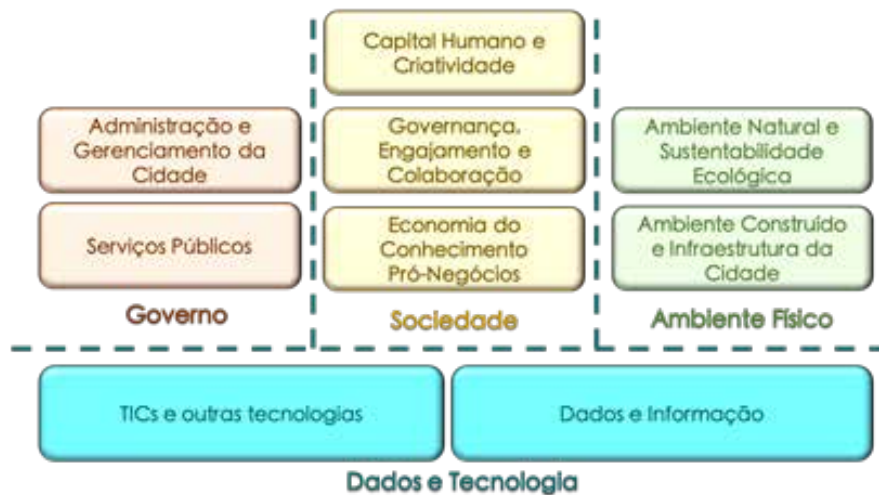 Capital Humano e
Criatividade
Administração e
Gerenciamento da
Cidade
Governança,
Engajamento e
Colaboração
Ambiente Natural e
Sustentabilidade
Ecológica
Serviços Públicos
Economia do
Conhecimento
Pró-Negócios
Ambiente Construído
e Infraestrutura da
Cidade
Governo
Sociedade
Ambiente Físico
TICs e outras tecnologias
Dados e Informação
Dados e Tecnologia